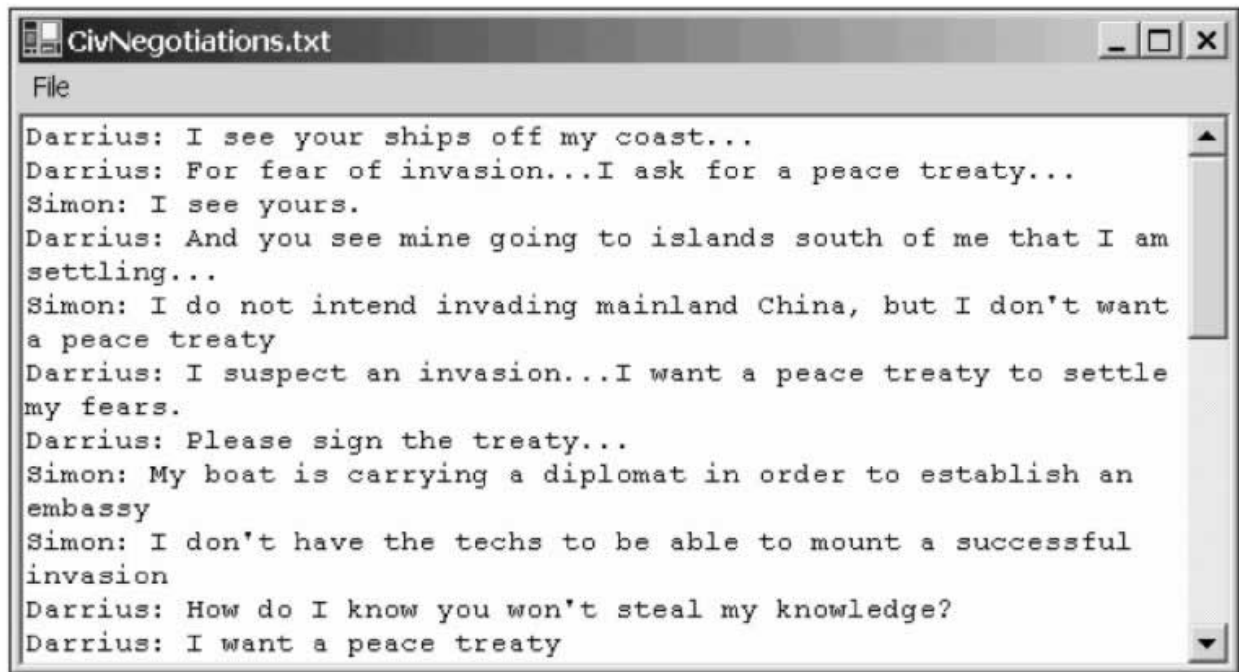 CivNegotiations.txt
File
Darrius: I see your ships off my coast...
Darrius: For fear of invasion...I ask for a peace treaty...
Simon: I see yours.
Darrius: And you see mine going to islands south of me that I am
settling...
Simon: I do not intend invading mainland China, but I don't want
a peace treaty
Darrius: I suspect an invasion...I want a peace treaty to settle
my fears.
Darrius: Please sign the treaty...
Simon: My boat is carrying a diplomat in order to establish an
embassy
Simon: I don't have the techs to be able to mount a successful
invasion
Darrius: How do I know you won't steal my knowledge?
Darrius: I want a peace treaty